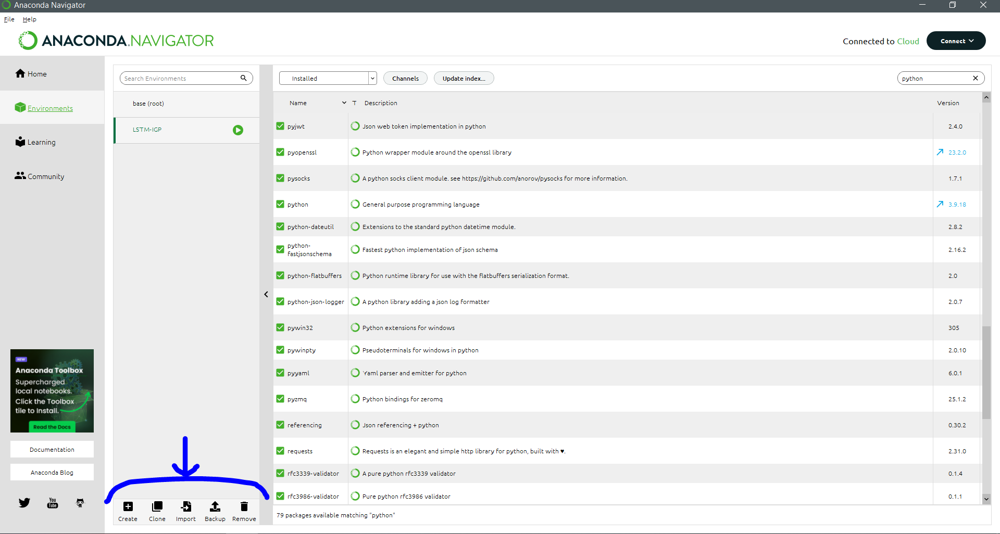 Anaconda Navigator
File Help
ANACONDA.NAVIGATOR
Connected to Cloud
Connect
Home
Environments
Learning
Community
NEW
Anaconda Toolbox
Supercharged
local notebooks.
Click the Toolbox
tile to Install.
Read the Docs
Documentation
Anaconda Blog
You
Tube
Search Environments
base (root)
LSTM-IGP
Create Clone Import Backup Remove
Installed Channels Update index... python
Name T Description Version
pyjwt Json web token implementation in python 2.4.0
pyopenssl Python wrapper module around the openssl library 23.2.0
pysocks A python socks client module. see https://github.com/anorov/pysocks for more information. 1.7.1
python General purpose programming language 3.9.18
python-dateutil Extensions to the standard python datetime module. 2.8.2
python-
fastjsonschema Fastest python implementation of json schema 2.16.2
python-flatbuffers Python runtime library for use with the flatbuffers serialization format. 2.0
python-json-logger A python library adding a json log formatter 2.0.7
pywin32 Python extensions for windows 305
pywinpty Pseudoterminals for windows in python 2.0.10
pyyaml Yaml parser and emitter for python 6.0.1
pyzmq Python bindings for zeromq 25.1.2
referencing Json referencing + python 0.30.2
requests Requests is an elegant and simple http library for python, built with ♥. 2.31.0
rfc3339-validator A pure python rfc3339 validator 0.1.4
rfc3986-validator Pure python rfc3986 validator 0.1.1
79 packages available matching "python"